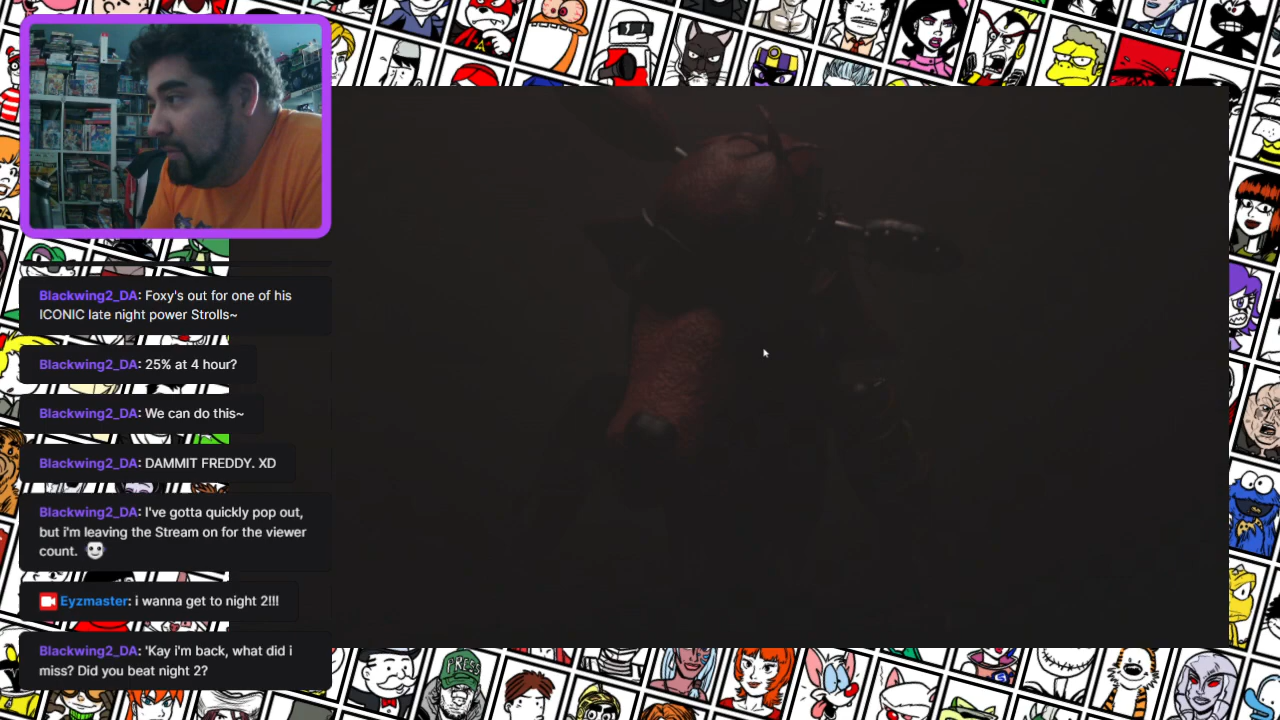 Blackwing2_DA: Foxy's out for one of his
ICONIC late night power Strolls~
Blackwing2_DA: 25% at 4 hour?
Blackwing2_DA: We can do this~
Blackwing2_DA: DAMMIT FREDDY. XD
Blackwing2_DA: I've gotta quickly pop out,
but i'm leaving the Stream on for the viewer
count.
Eyzmaster: i wanna get to night 2!!!
Blackwing2_DA: 'Kay i'm back, what did i
miss? Did you beat night 2?
PRESS